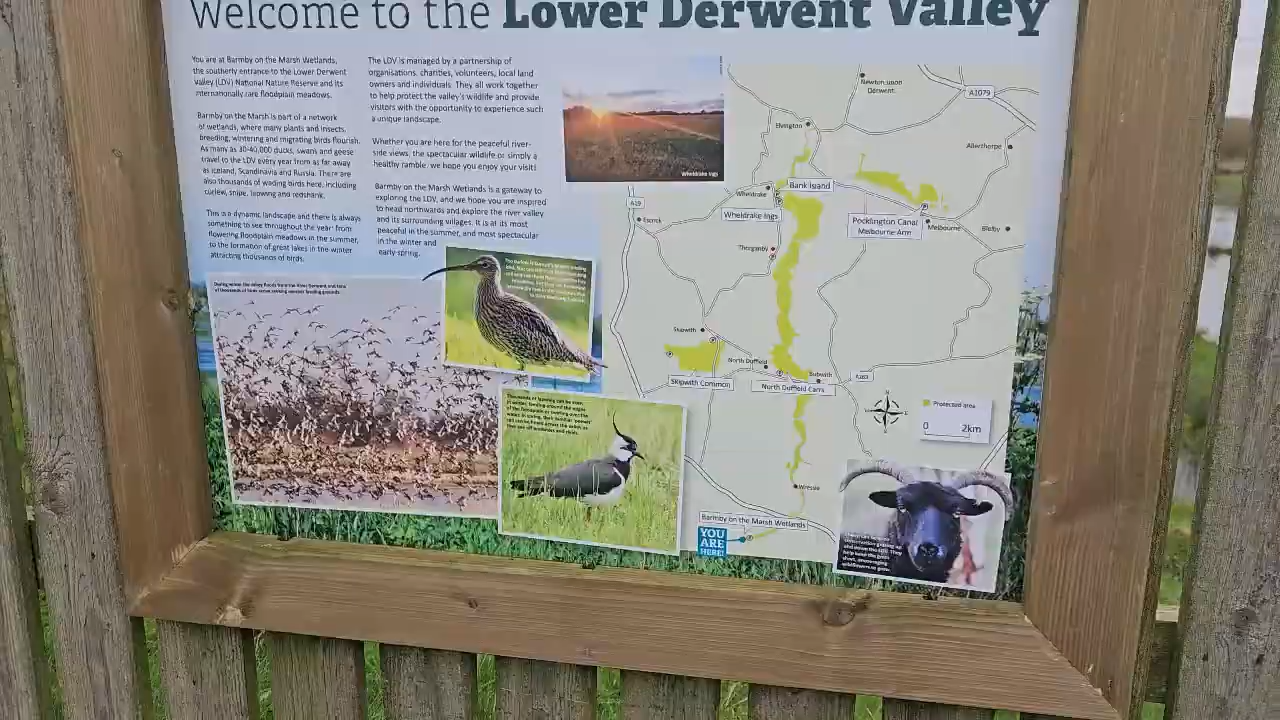 Welcome to the Lower Derwent Valley
You are at Barmby on the Marsh Wetlands,
the southerly entrance to the Lower Derwent
Valley (LDV) National Nature Reserve and its
internationally rare floodplain meadows.
Barmby on the Marsh is part of a network
of wetlands, where many plants and insects,
breeding, wintering and migrating birds flourish.
As many as 30-40,000 ducks, swans and geese
travel to the LDV every year from as far away
as Iceland, Scandinavia and Russia. There are
also thousands of wading birds here, including
curlew, snipe, lapwing and redshank.
This is a dynamic landscape and there is always
something to see throughout the year: from
flowering floodplain meadows in the summer,
to the formation of great lakes in the winter
attracting thousands of birds.
The LDV is managed by a partnership of
organisations, charities, volunteers, local land
owners and individuals. They all work together
to help protect the valley's wildlife and provide
visitors with the opportunity to experience such
a unique landscape.
Whether you are here for the peaceful river-
side views, the spectacular wildlife or simply a
healthy ramble, we hope you enjoy your visit!
Barmby on the Marsh Wetlands is a gateway to
exploring the LDV, and we hope you are inspired
to head northwards and explore the river valley
and its surrounding villages. It is at its most
peaceful in the summer, and most spectacular
in the winter and
early spring.
Wheldrake Ings
Newton upon
Derwent
A1079
Elvington
Allerthorpe
Bank Island
Wheldrake
A19
Wheldrake Ings
Escrick
Pocklington Canal
Melbourne Arm
Melbourne
Bielby
Thorganby
Skipwith
North Duffield
Bubwith
Skipwith Common
North Duffield Carrs
A163
Protected area
0 2km
Wressle
Barmby on the Marsh Wetlands
YOU
ARE
HERE!